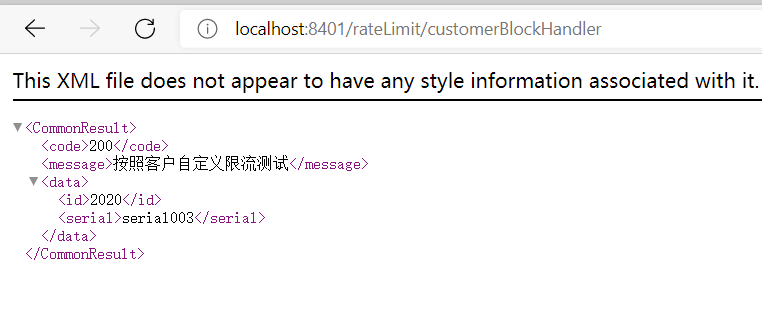 localhost:8401/rateLimit/customerBlockHandler
This XML file does not appear to have any style information associated with it.
<CommonResult>
<code>200</code>
<message>按照客户自定义限流测试</message>
<data>
<id>2020</id>
<serial>serial003</serial>
</data>
</CommonResult>